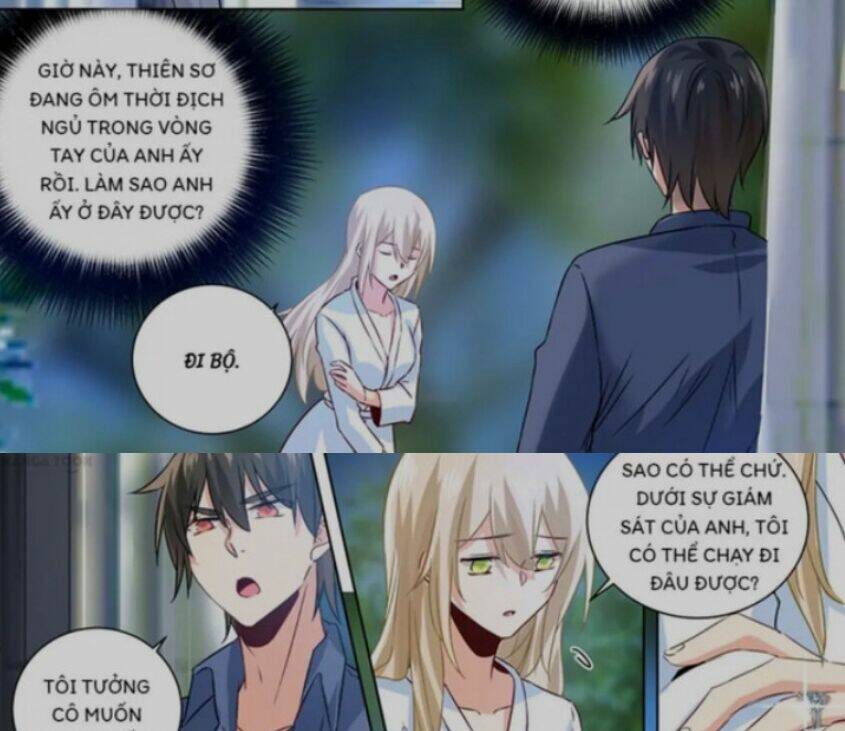 GIỜ NÀY, THIÊN SƠ
ĐANG ÔM THỜI ĐỊCH
NGỦ TRONG VÒNG
TAY CỦA ANH ẤY
RỒI. LÀM SAO ANH
ẤY Ở ĐÂY ĐƯỢC?
ĐI BỘ.
SAO CÓ THỂ CHỨ.
DƯỚI SỰ GIÁM
SÁT CỦA ANH, TÔI
CÓ THỂ CHẠY ĐI
ĐÂU ĐƯỢC?
TÔI TƯỞNG
CÔ MUỐN